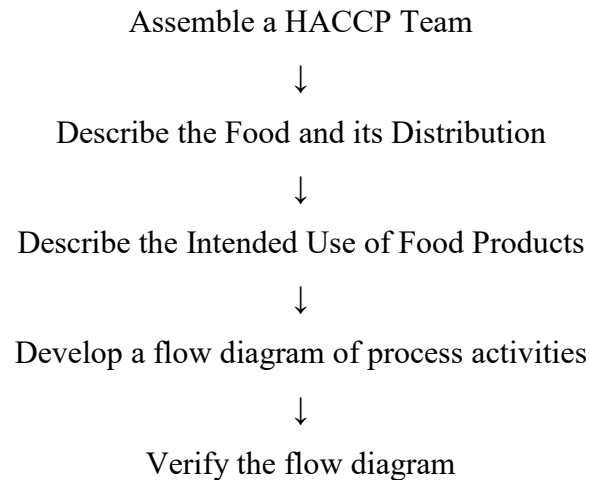 Assemble a HACCP Team
↓
Describe the Food and its Distribution
↓
Describe the Intended Use of Food Products
↓
Develop a flow diagram of process activities
↓
Verify the flow diagram